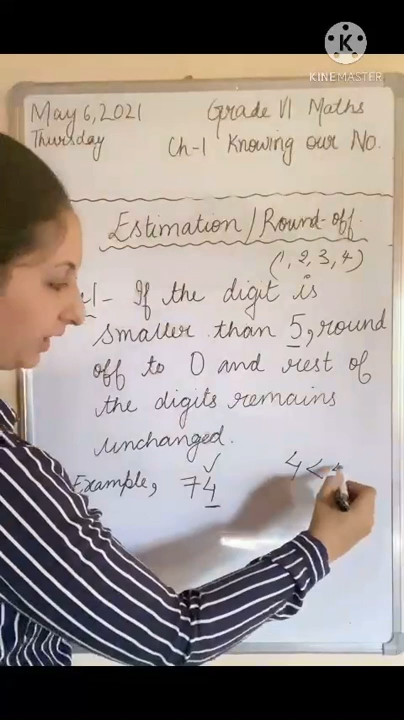 K
KINEMASTER
May 6, 2021 Grade VI Maths
Thursday Ch-1 Knowing our No.
Estimation/Round-off.
(1, 2, 3, 4)
If the digit is
smaller than 5, round
off to 0 and rest of
the digits remains
unchanged.
Example, 74 4 <